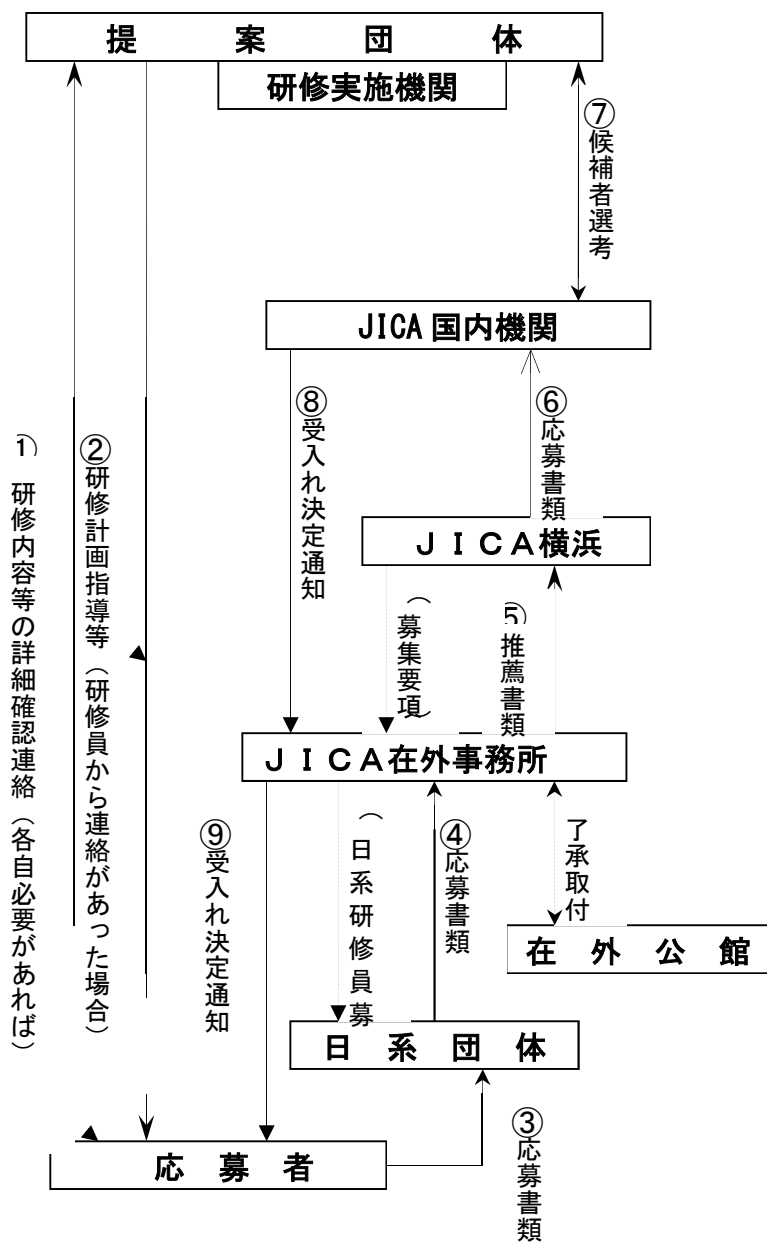 提案団体
研修実施機関
⑦候補者選考
JICA国内機関
⑧受入れ決定通知
⑥応募書類
① 研修内容等の詳細確認連絡（各自必要があれば）
②研修計画指導等（研修員から連絡があった場合）
ＪＩＣＡ横浜
（募集要項）
⑤推薦書類
ＪＩＣＡ在外事務所
⑨受入れ決定通知
（日系研修員募
④応募書類
了承取付
在外公館
日系団体
応募者
③応募書類